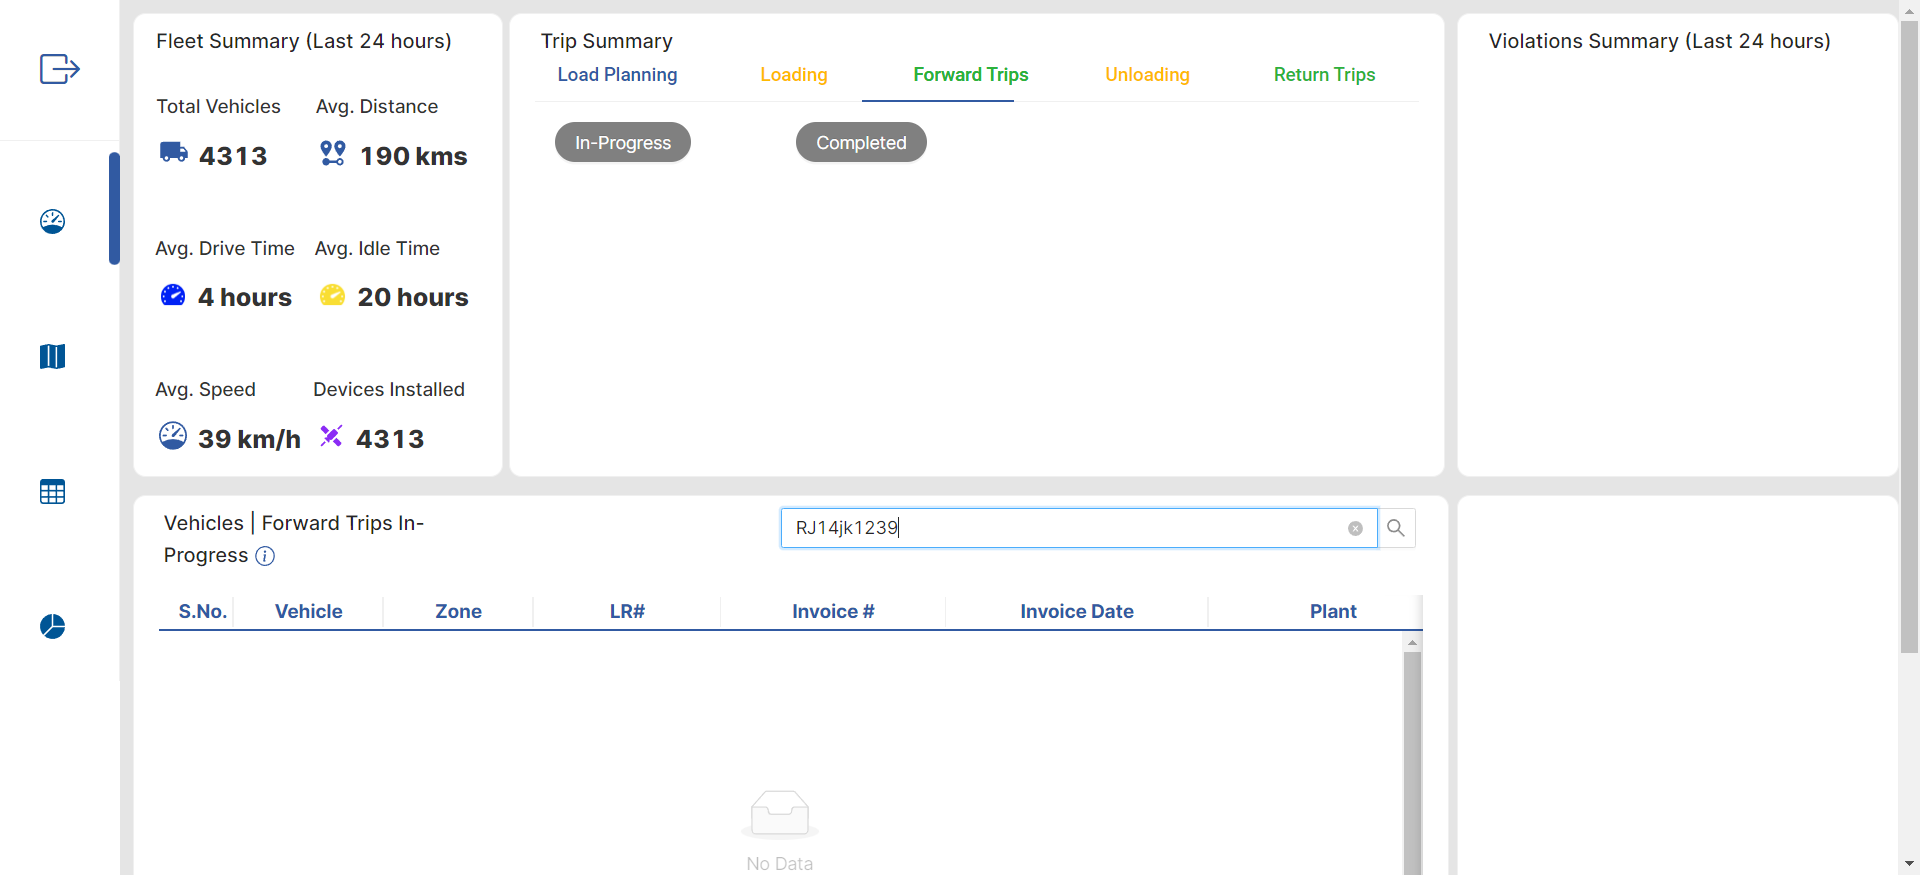 Fleet Summary (Last 24 hours)
Total Vehicles
Avg. Distance
4313
190 kms
Avg. Drive Time
Avg. Idle Time
4 hours
20 hours
Avg. Speed
Devices Installed
39 km/h
4313
Trip Summary
Load Planning
Loading
Forward Trips
Unloading
Return Trips
In-Progress
Completed
Violations Summary (Last 24 hours)
Vehicles | Forward Trips In-
Progress
RJ14jk1239
S.No.
Vehicle
Zone
LR#
Invoice #
Invoice Date
Plant
No Data